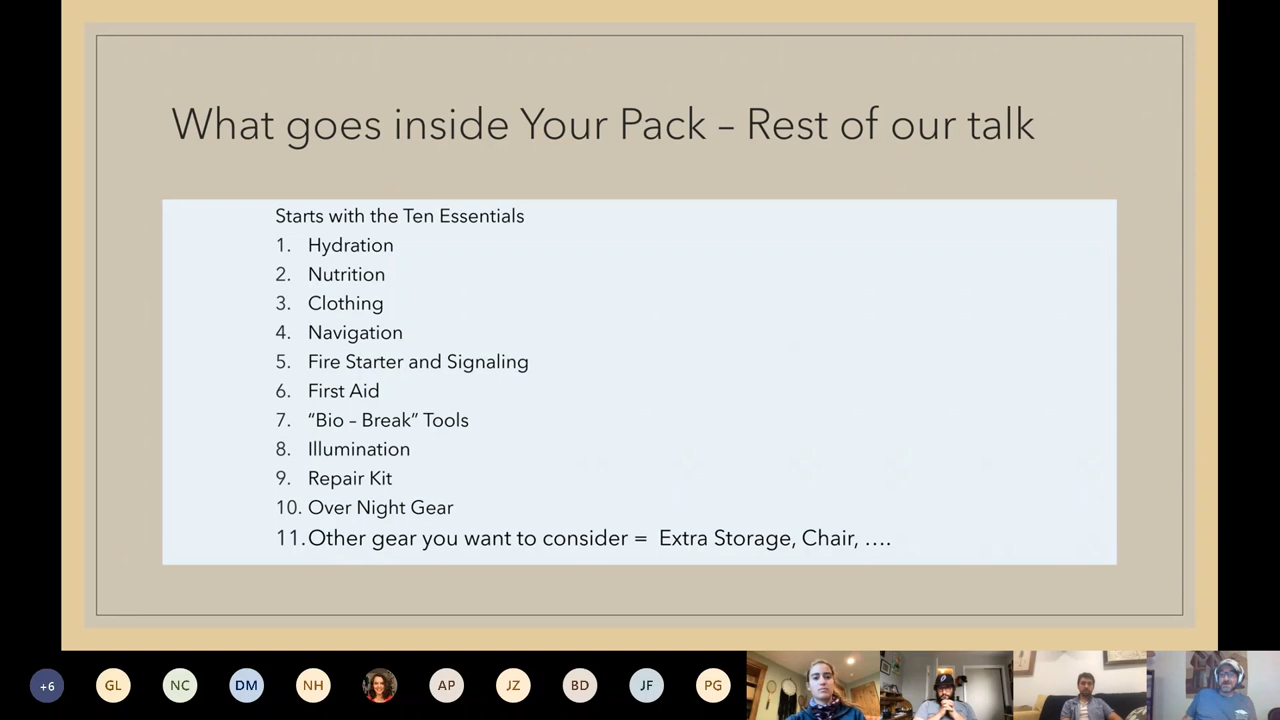 What goes inside Your Pack – Rest of our talk
Starts with the Ten Essentials
1. Hydration
2. Nutrition
3. Clothing
4. Navigation
5. Fire Starter and Signaling
6. First Aid
7. “Bio – Break” Tools
8. Illumination
9. Repair Kit
10. Over Night Gear
11. Other gear you want to consider = Extra Storage, Chair, ….
+6 GL NC DM NH AP JZ BD JF PG